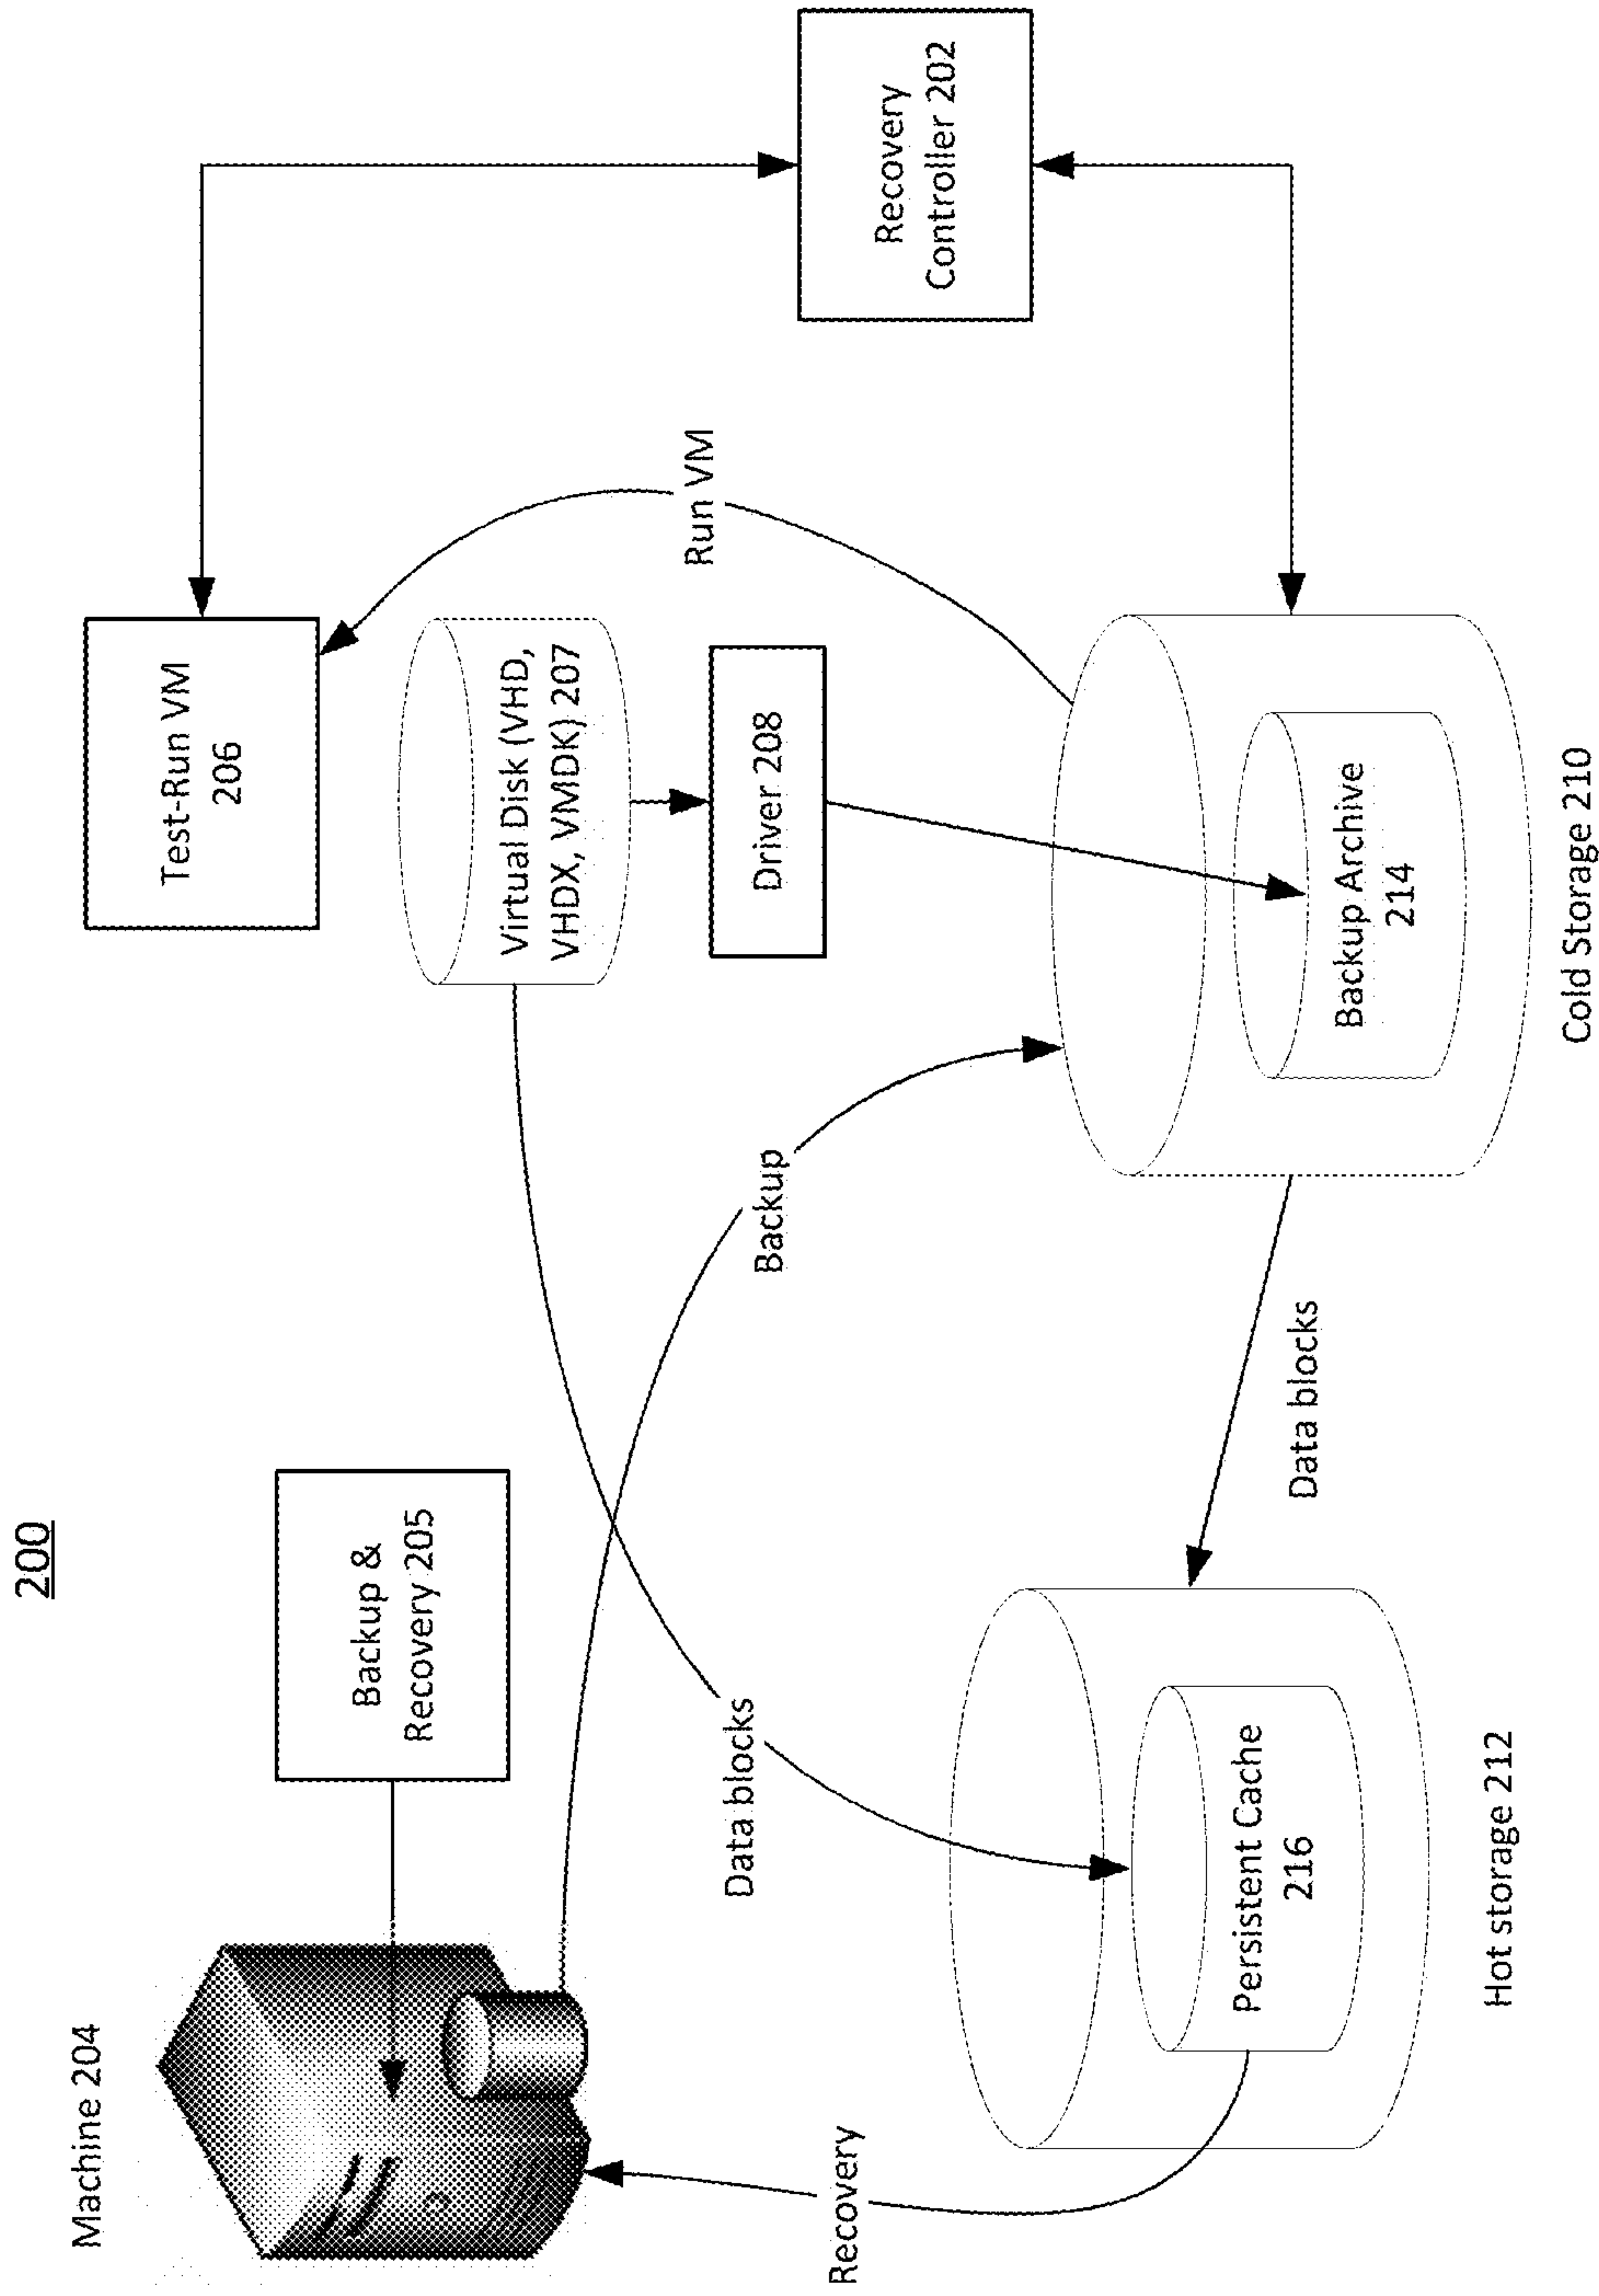 200
Machine 204
Backup &
Recovery 205
Test-Run VM
206
Virtual Disk (VHD,
VHDX, VMDK) 207
Driver 208
Run VM
Recovery
Controller 202
Backup
Data blocks
Recovery
Data blocks
Persistent Cache
216
Hot storage 212
Backup Archive
214
Cold Storage 210